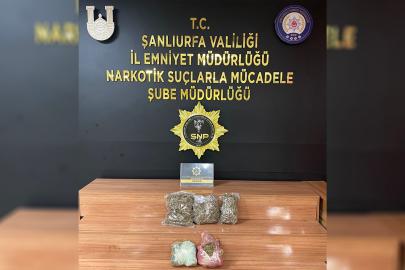 T.C.
ŞANLIURFA VALİLİĞİ
İL EMNİYET MÜDÜRLÜĞÜ
NARKOTİK SUÇLARLA MÜCADELE
ŞUBE MÜDÜRLÜĞÜ
SNP